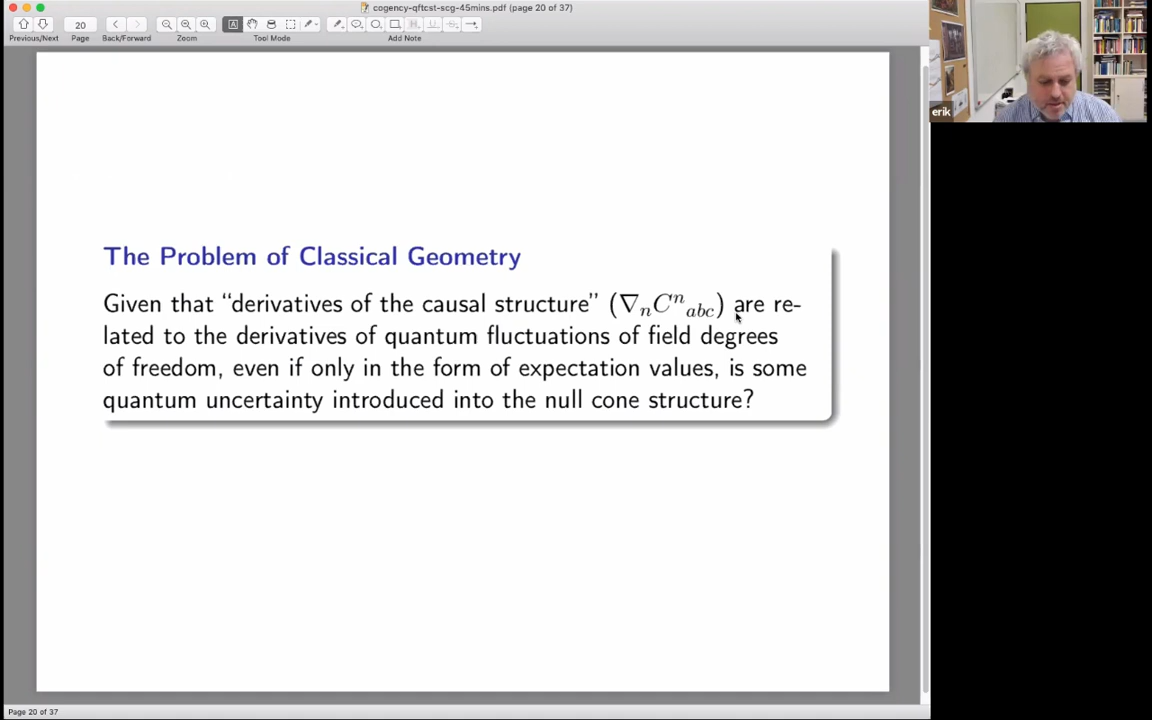 cogency-qftcst-scg-45mins.pdf (page 20 of 37)
20
Previous/Next Page Back/Forward Zoom Tool Mode Add Note
erik
The Problem of Classical Geometry
Given that “derivatives of the causal structure” (∇ₙCⁿ_abc) are re-
lated to the derivatives of quantum fluctuations of field degrees
of freedom, even if only in the form of expectation values, is some
quantum uncertainty introduced into the null cone structure?
Page 20 of 37